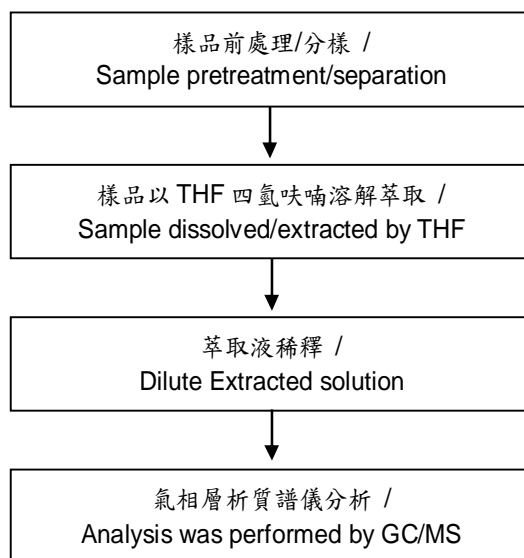 樣品前處理/分樣 /
Sample pretreatment/separation
樣品以 THF 四氫呋喃溶解萃取 /
Sample dissolved/extracted by THF
萃取液稀釋 /
Dilute Extracted solution
氣相層析質譜儀分析 /
Analysis was performed by GC/MS